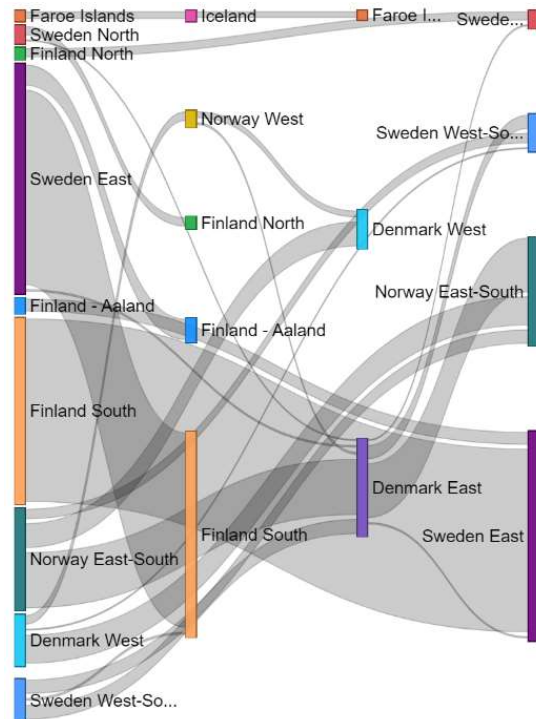 Faroe Islands
Sweden North
Finland North
Sweden East
Finland - Aaland
Finland South
Norway East-South
Denmark West
Sweden West-So...
Iceland
Norway West
Finland North
Finland - Aaland
Finland South
Faroe I...
Denmark West
Denmark East
Swede...
Sweden West-So...
Norway East-South
Sweden East